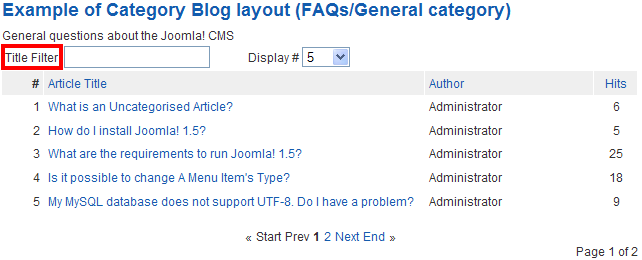 Example of Category Blog layout (FAQs/General category)
General questions about the Joomla! CMS
Title Filter Display # 5
# Article Title Author Hits
1 What is an Uncategorised Article? Administrator 6
2 How do I install Joomla! 1.5? Administrator 5
3 What are the requirements to run Joomla! 1.5? Administrator 25
4 Is it possible to change A Menu Item's Type? Administrator 18
5 My MySQL database does not support UTF-8. Do I have a problem? Administrator 9
« Start Prev 1 2 Next End »
Page 1 of 2